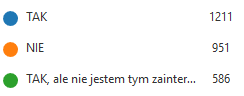 TAK 1211
NIE 951
TAK, ale nie jestem tym zainter... 586